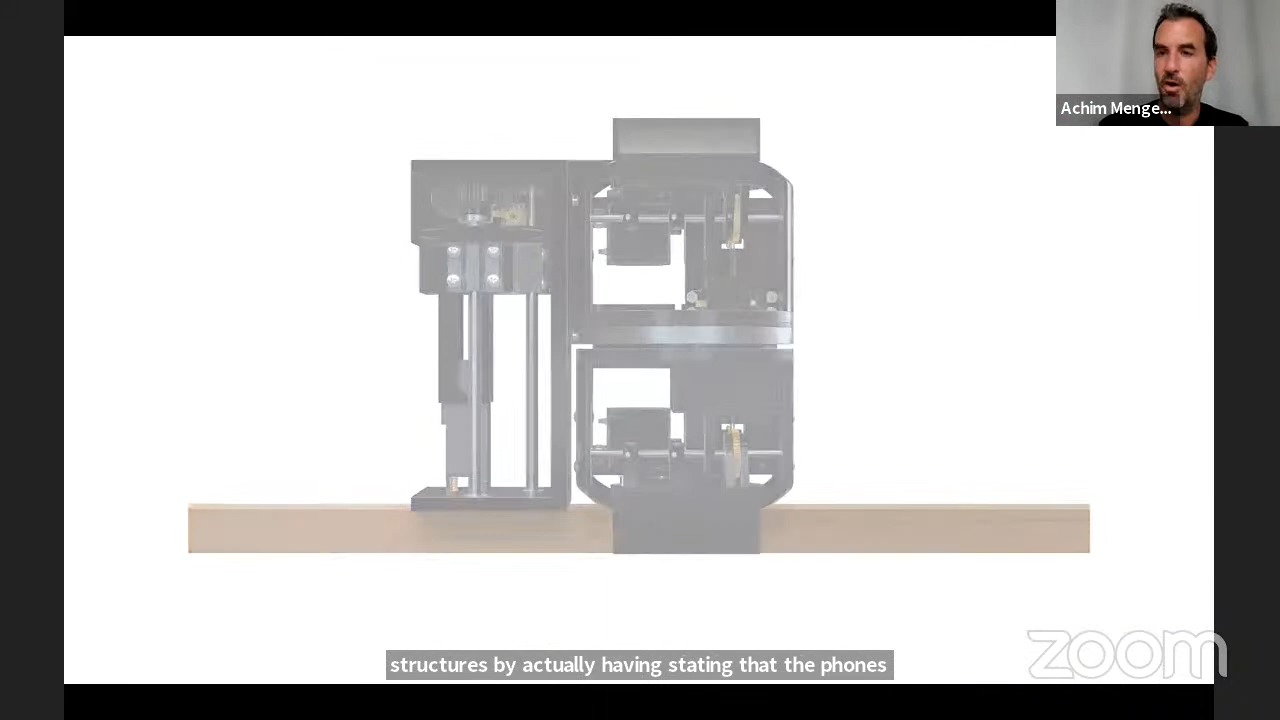 Achim Menge...
structures by actually having stating that the phones
zoom